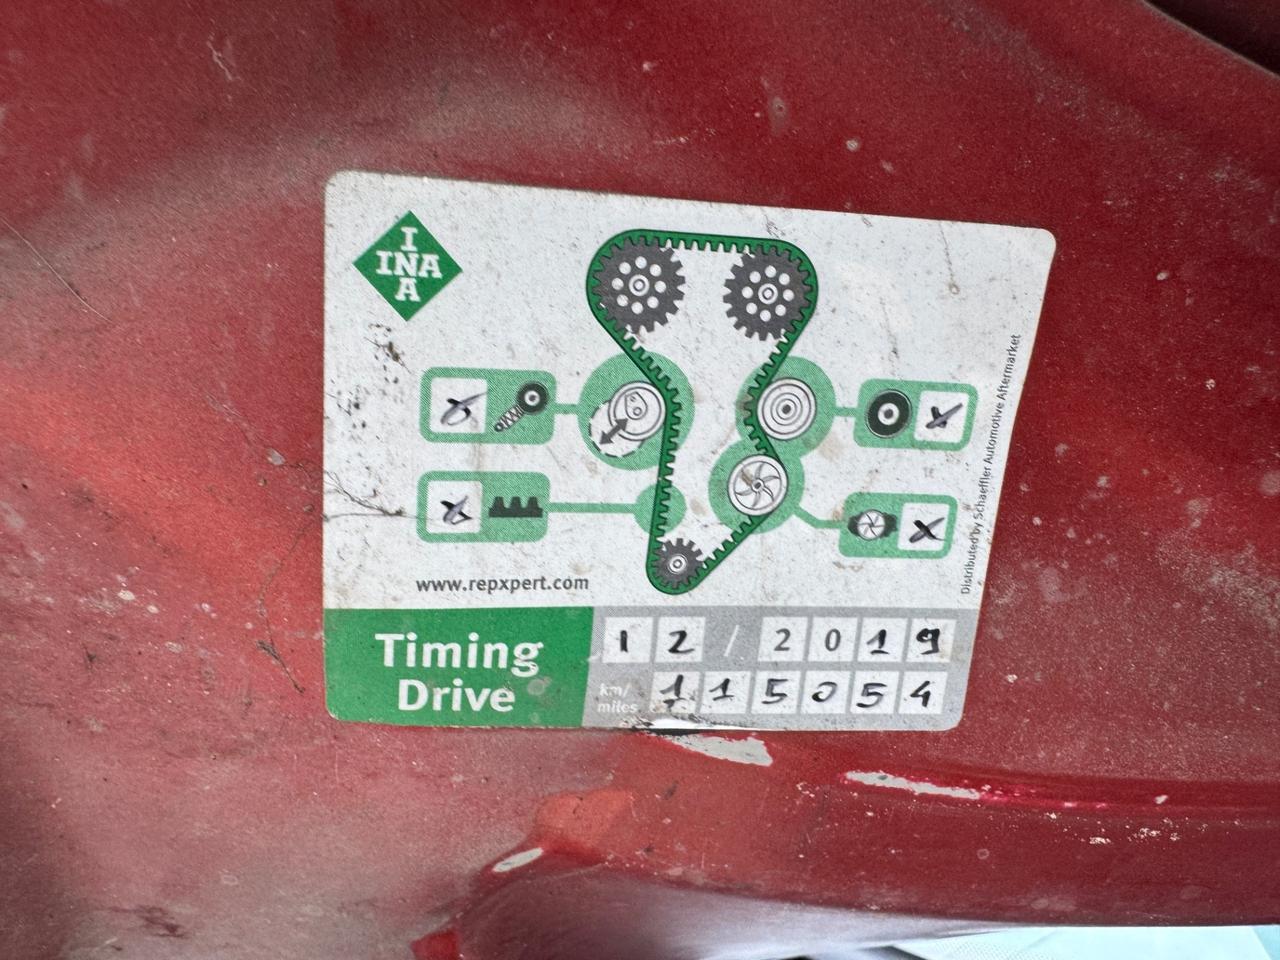 I
INA
A
Distributed by Schaeffler Automotive Aftermarket
www.repxpert.com
Timing
Drive
12 / 2019
km/
miles
115054